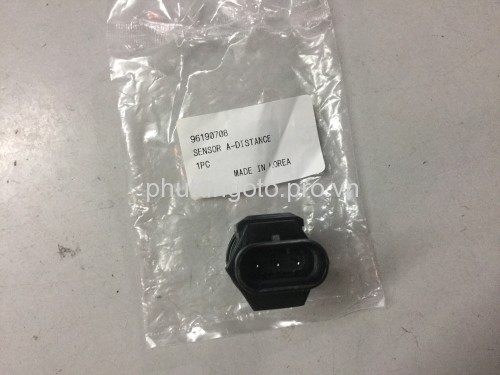 96190708
SENSOR A-DISTANCE
1PC
MADE IN KOREA
phutungoto.pro.vn